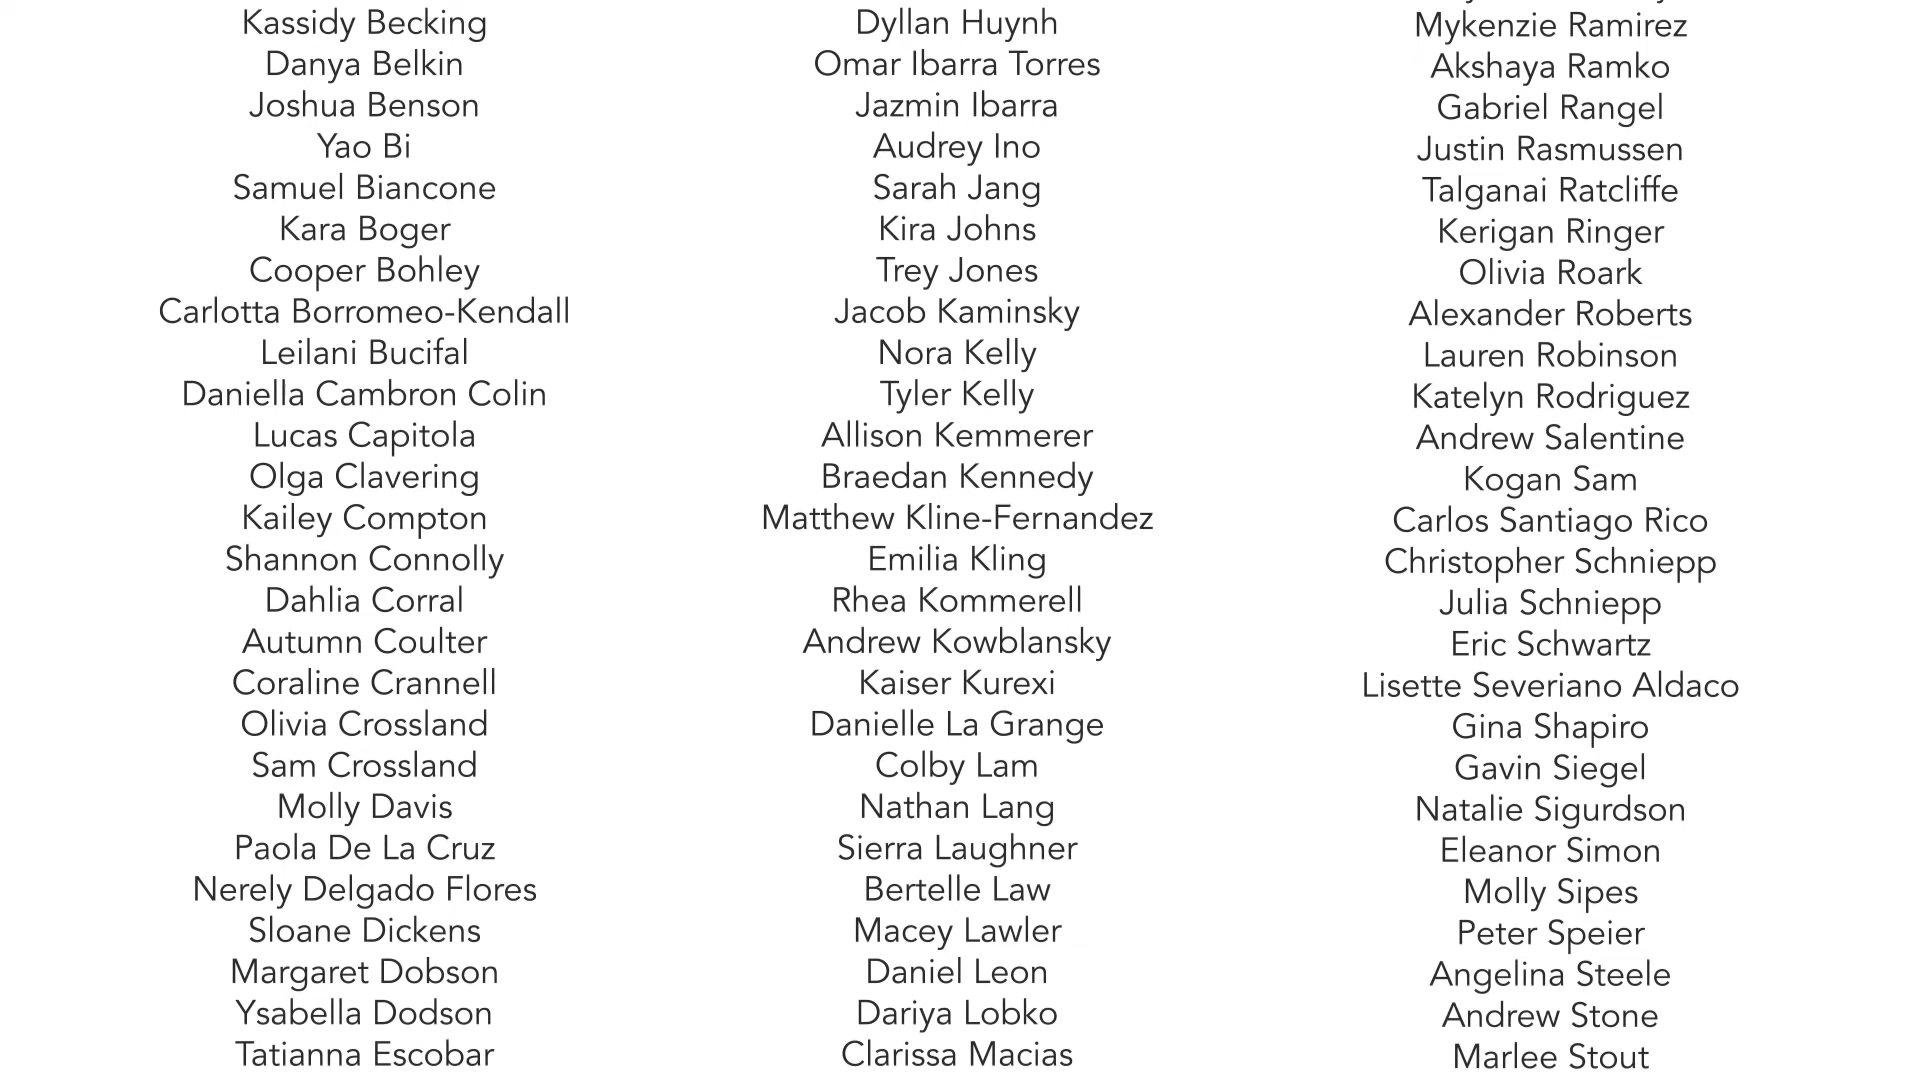 Kassidy Becking
Danya Belkin
Joshua Benson
Yao Bi
Samuel Biancone
Kara Boger
Cooper Bohley
Carlotta Borromeo-Kendall
Leilani Bucifal
Daniella Cambron Colin
Lucas Capitola
Olga Clavering
Kailey Compton
Shannon Connolly
Dahlia Corral
Autumn Coulter
Coraline Crannell
Olivia Crossland
Sam Crossland
Molly Davis
Paola De La Cruz
Nerely Delgado Flores
Sloane Dickens
Margaret Dobson
Ysabella Dodson
Tatianna Escobar
Dyllan Huynh
Omar Ibarra Torres
Jazmin Ibarra
Audrey Ino
Sarah Jang
Kira Johns
Trey Jones
Jacob Kaminsky
Nora Kelly
Tyler Kelly
Allison Kemmerer
Braedan Kennedy
Matthew Kline-Fernandez
Emilia Kling
Rhea Kommerell
Andrew Kowblansky
Kaiser Kurexi
Danielle La Grange
Colby Lam
Nathan Lang
Sierra Laughner
Bertelle Law
Macey Lawler
Daniel Leon
Dariya Lobko
Clarissa Macias
Mykenzie Ramirez
Akshaya Ramko
Gabriel Rangel
Justin Rasmussen
Talganai Ratcliffe
Kerigan Ringer
Olivia Roark
Alexander Roberts
Lauren Robinson
Katelyn Rodriguez
Andrew Salentine
Kogan Sam
Carlos Santiago Rico
Christopher Schniepp
Julia Schniepp
Eric Schwartz
Lisette Severiano Aldaco
Gina Shapiro
Gavin Siegel
Natalie Sigurdson
Eleanor Simon
Molly Sipes
Peter Speier
Angelina Steele
Andrew Stone
Marlee Stout